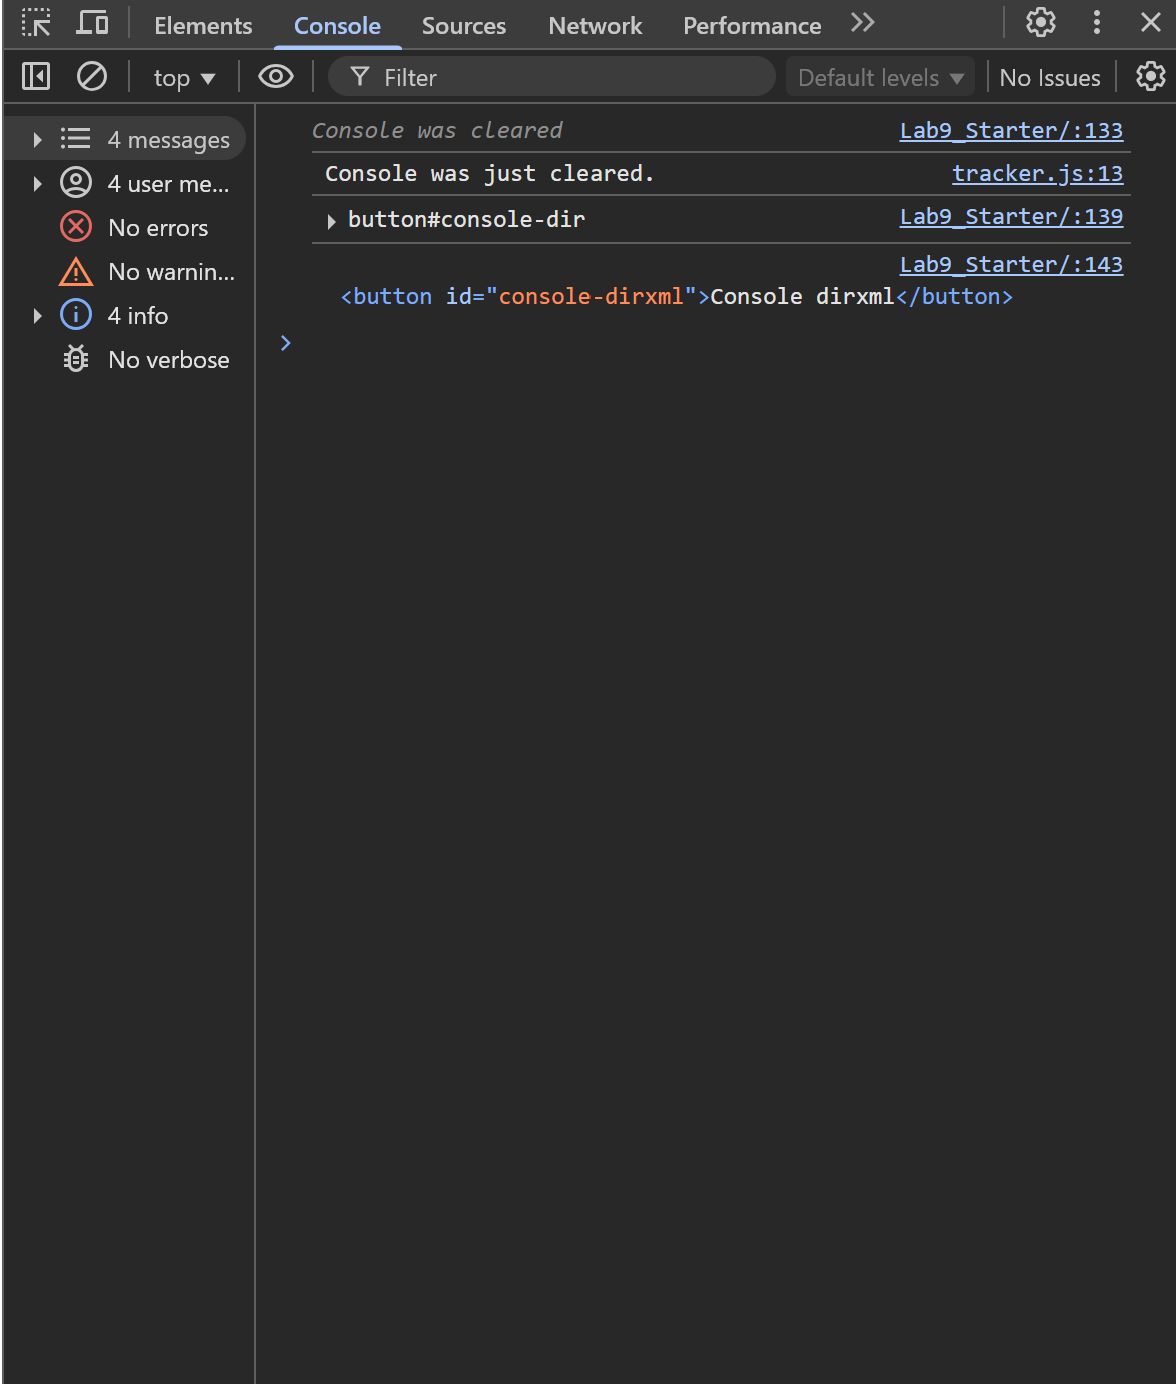 Elements Console Sources Network Performance
top Filter Default levels No Issues
4 messages
4 user me...
No errors
No warnin...
4 info
No verbose
Console was cleared Lab9_Starter/:133
Console was just cleared. tracker.js:13
button#console-dir Lab9_Starter/:139
Lab9_Starter/:143
<button id="console-dirxml">Console dirxml</button>